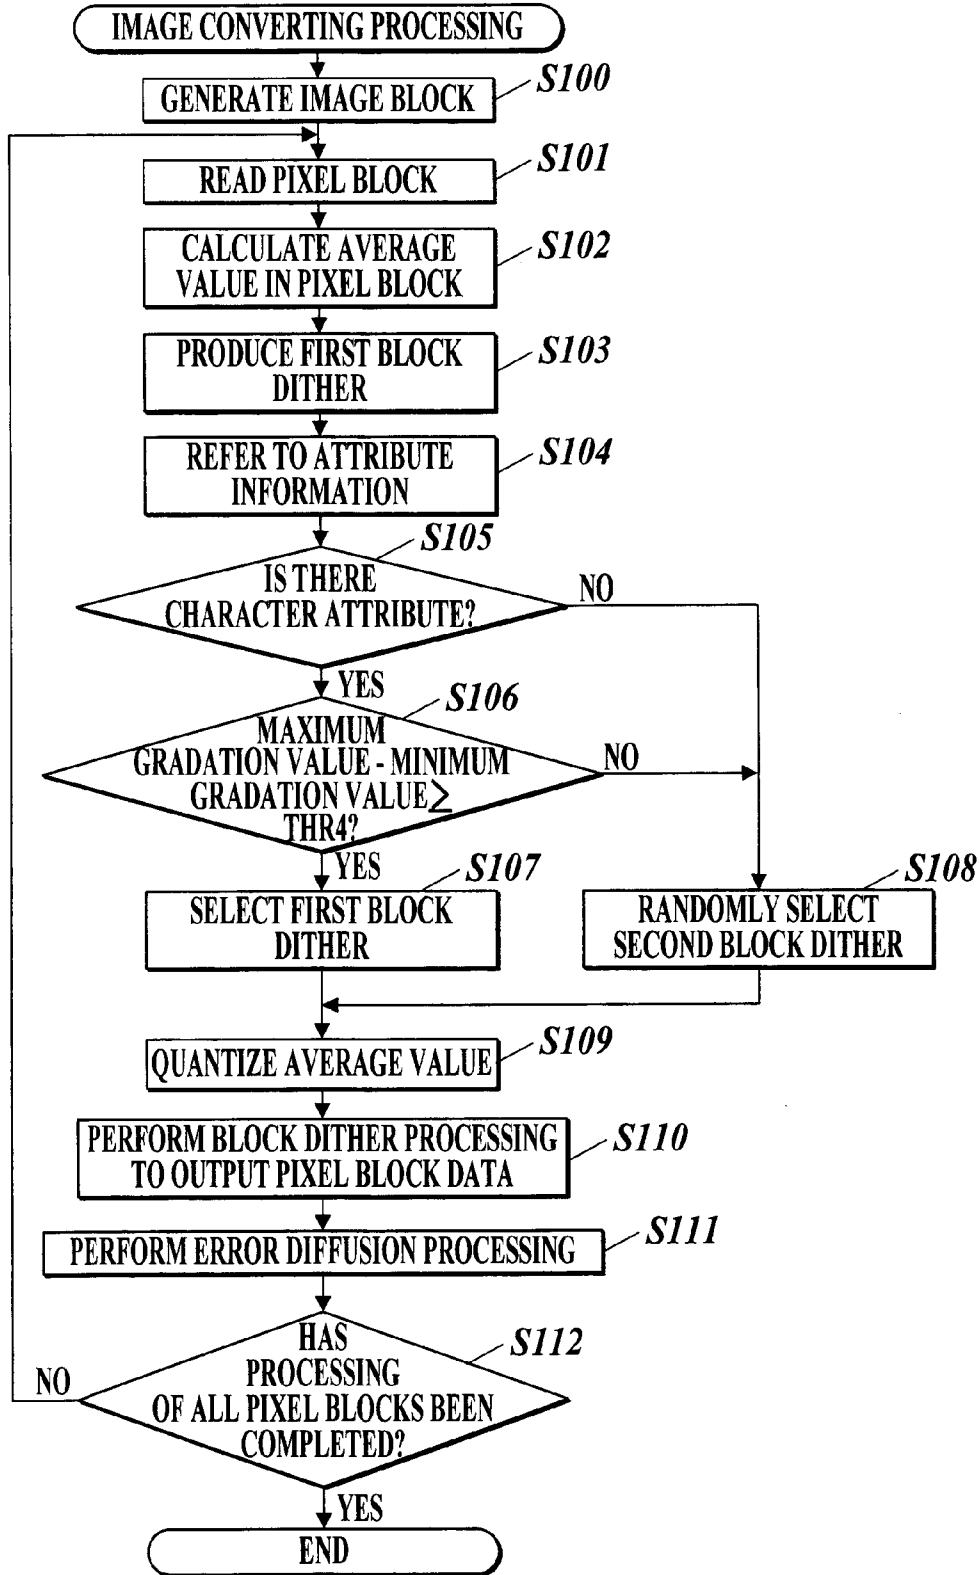 IMAGE CONVERTING PROCESSING
GENERATE IMAGE BLOCK
S100
READ PIXEL BLOCK
S101
CALCULATE AVERAGE
VALUE IN PIXEL BLOCK
S102
PRODUCE FIRST BLOCK
DITHER
S103
REFER TO ATTRIBUTE
INFORMATION
S104
S105
IS THERE
CHARACTER ATTRIBUTE?
NO
YES
S106
MAXIMUM
GRADATION VALUE - MINIMUM
GRADATION VALUE≥
THR4?
NO
YES
S107
SELECT FIRST BLOCK
DITHER
S108
RANDOMLY SELECT
SECOND BLOCK DITHER
QUANTIZE AVERAGE VALUE
S109
PERFORM BLOCK DITHER PROCESSING
TO OUTPUT PIXEL BLOCK DATA
S110
PERFORM ERROR DIFFUSION PROCESSING
S111
S112
HAS
PROCESSING
OF ALL PIXEL BLOCKS BEEN
COMPLETED?
NO
YES
END